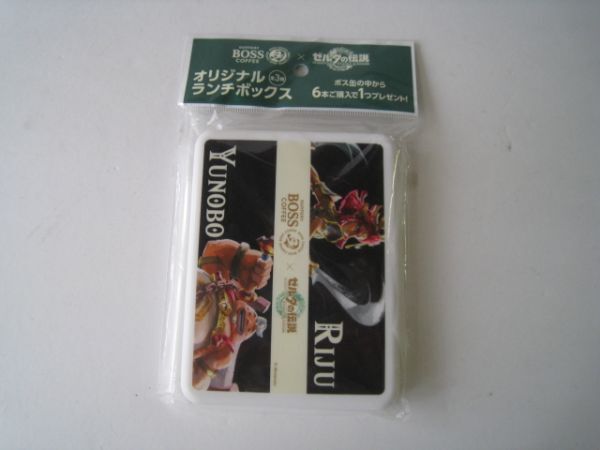 SUNTORY
BOSS
COFFEE
×
ゼルダの伝説
オリジナル
ランチボックス
全3種
ボス缶の中から
6本ご購入で1つプレゼント!
YUNOBO
SUNTORY
BOSS
COFFEE
×
ゼルダの伝説
RIJU